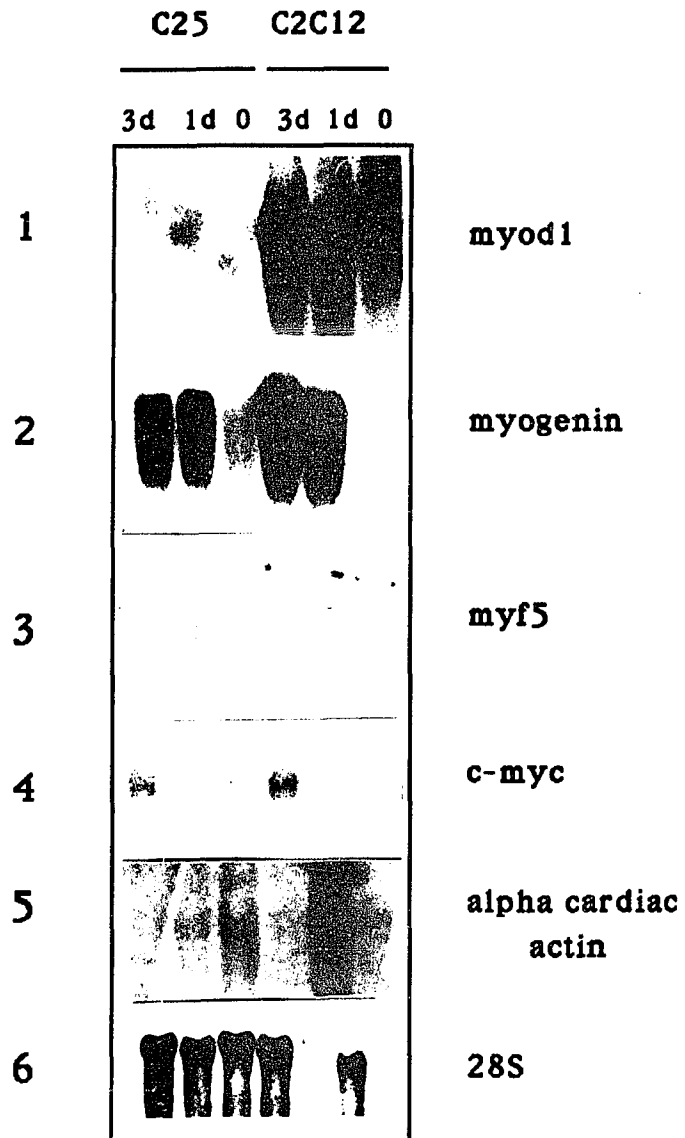 C25 C2C12
3d 1d 0 3d 1d 0
1 myod1
2 myogenin
3 myf5
4 c-myc
5 alpha cardiac
actin
6 28S